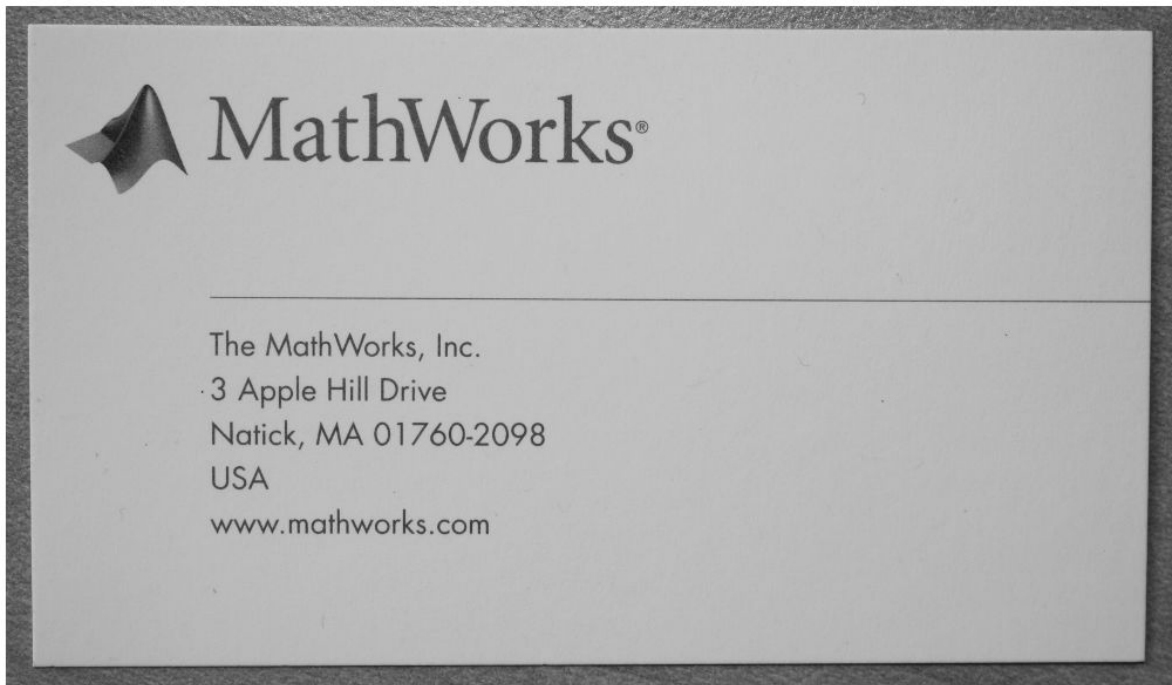 MathWorks®
The MathWorks, Inc.
3 Apple Hill Drive
Natick, MA 01760-2098
USA
www.mathworks.com